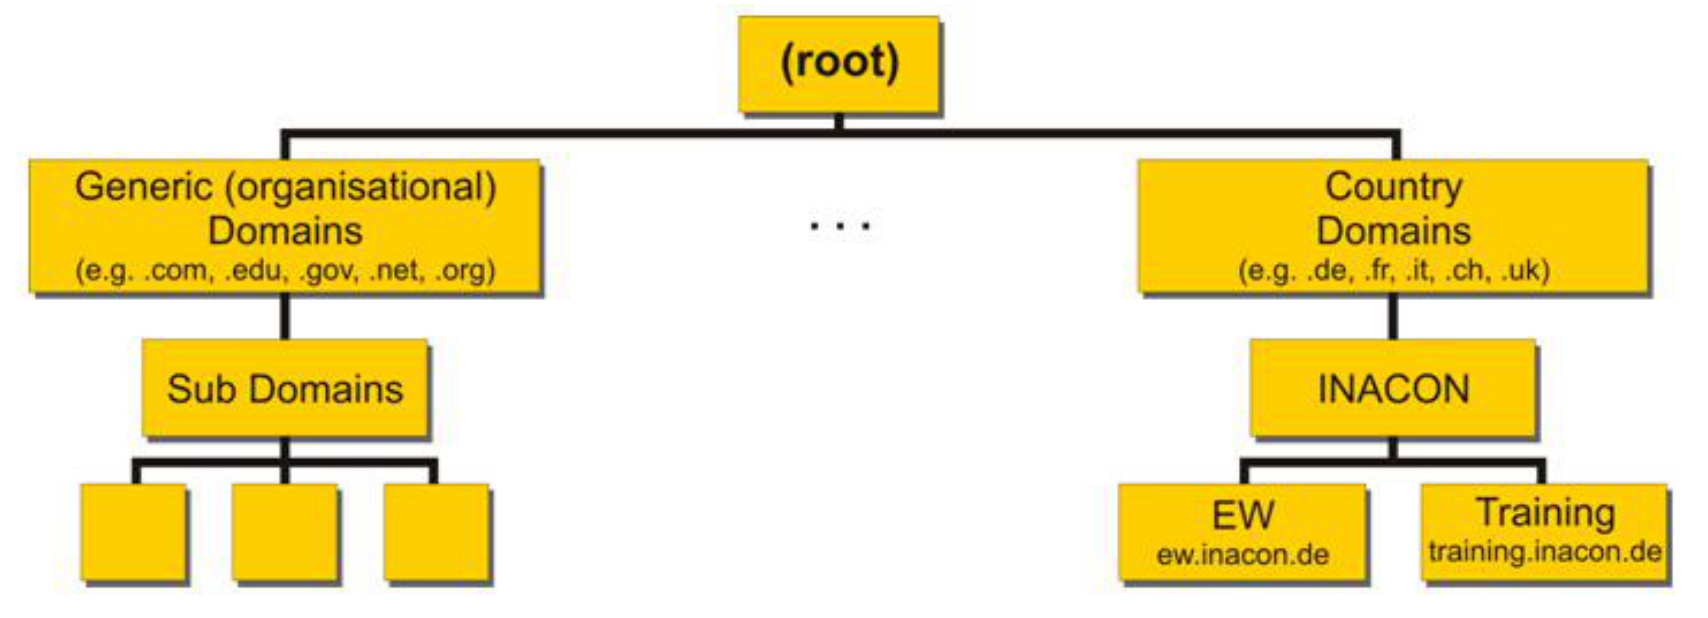 (root)
Generic (organisational)
Domains
(e.g. .com, .edu, .gov, .net, .org)
. . .
Country
Domains
(e.g. .de, .fr, .it, .ch, .uk)
Sub Domains
INACON
EW
ew.inacon.de
Training
training.inacon.de